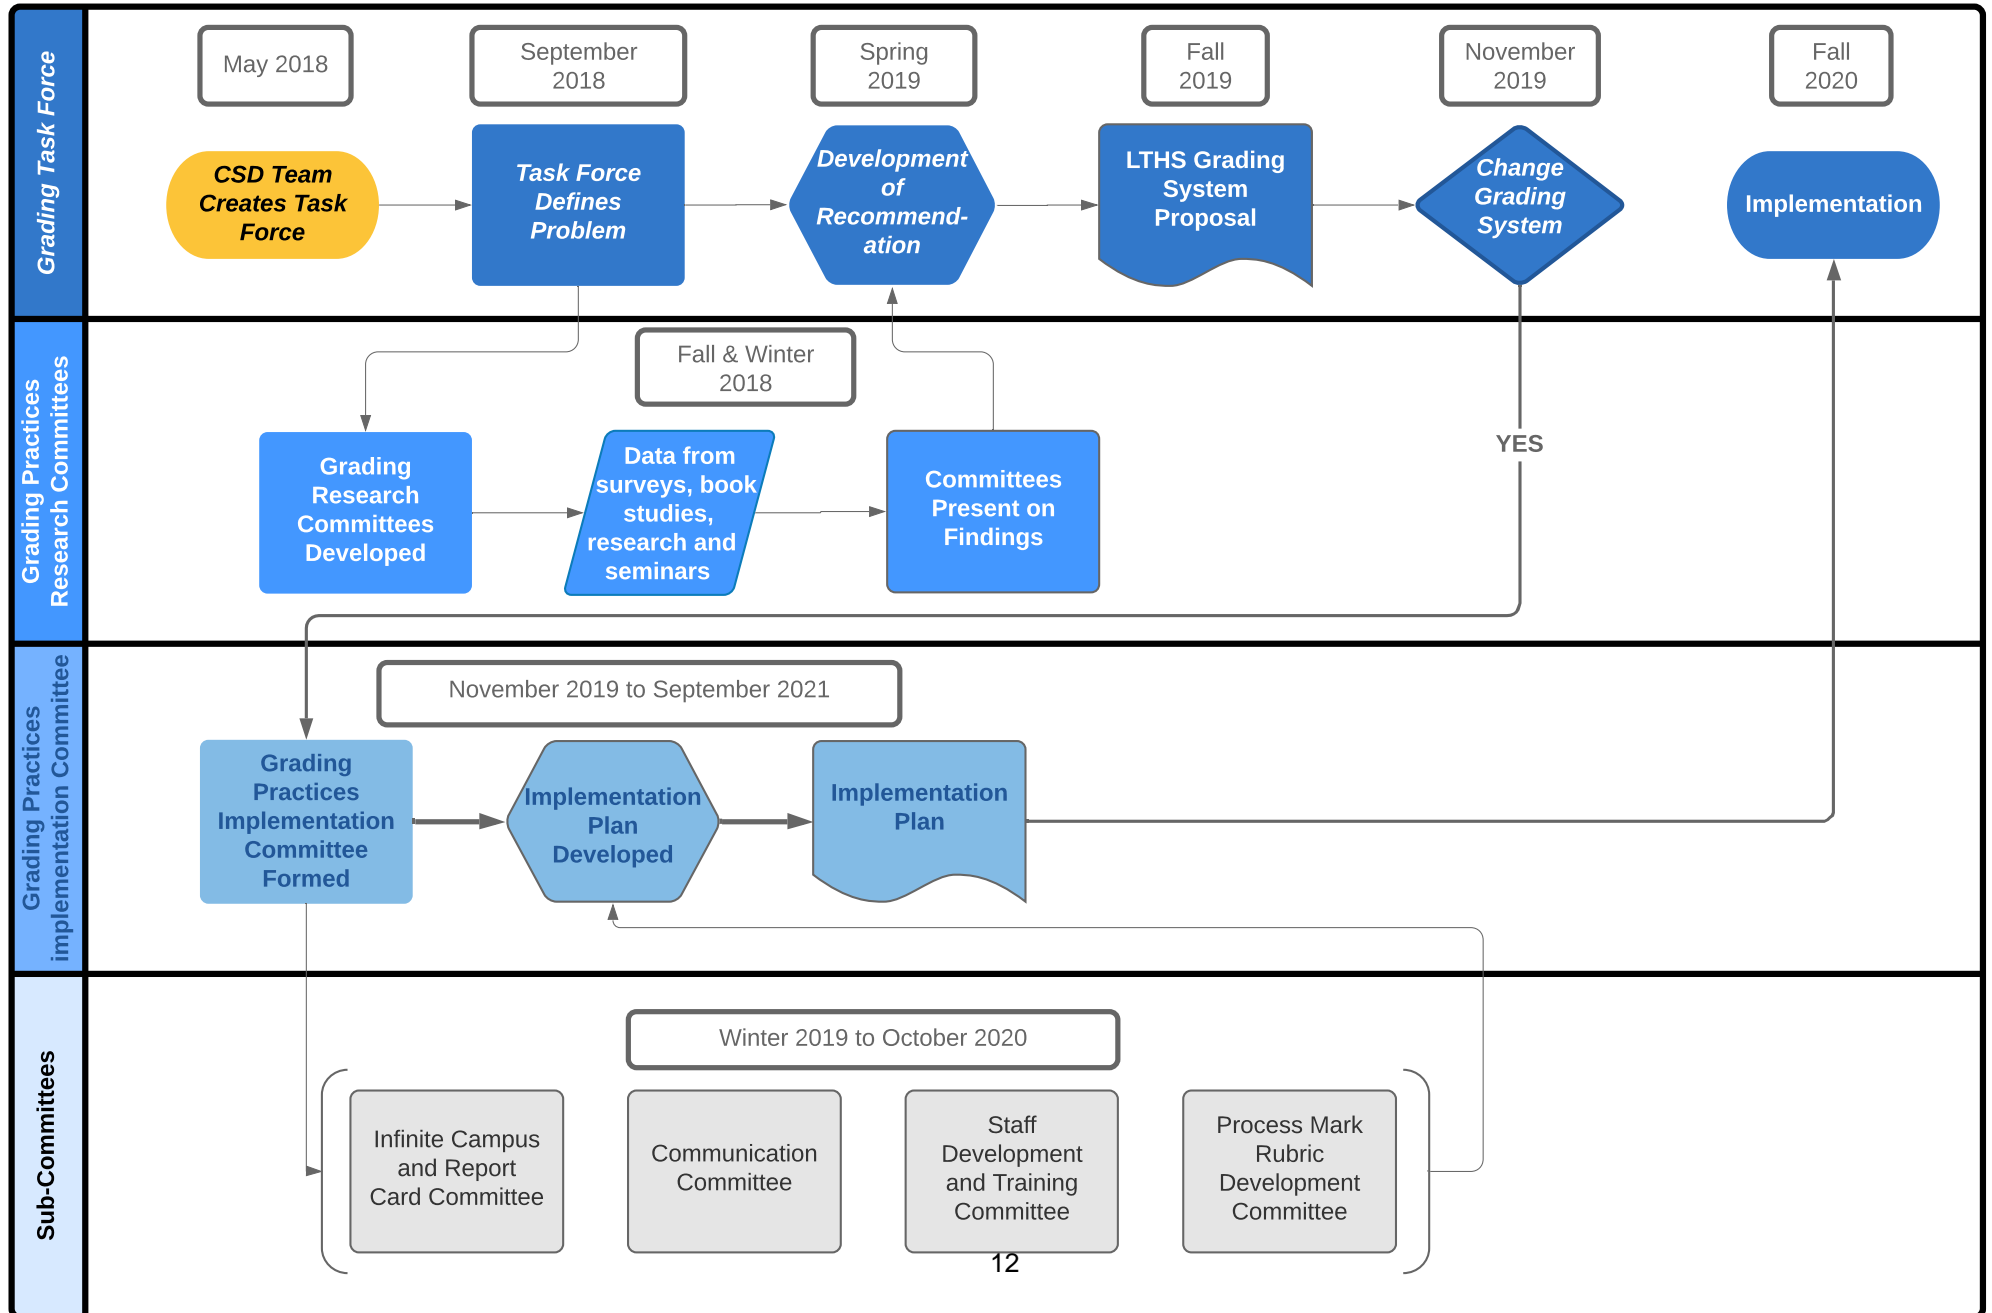 Grading Task Force
May 2018
September
2018
Spring
2019
Fall
2019
November
2019
Fall
2020
CSD Team
Creates Task
Force
Task Force
Defines
Problem
Development
of
Recommend-
ation
LTHS Grading
System
Proposal
Change
Grading
System
Implementation
Grading Practices
Research Committees
Fall & Winter
2018
Grading
Research
Committees
Developed
Data from
surveys, book
studies,
research and
seminars
Committees
Present on
Findings
YES
Grading Practices
implementation Committee
November 2019 to September 2021
Grading
Practices
Implementation
Committee
Formed
Implementation
Plan
Developed
Implementation
Plan
Sub-Committees
Winter 2019 to October 2020
Infinite Campus
and Report
Card Committee
Communication
Committee
Staff
Development
and Training
Committee
Process Mark
Rubric
Development
Committee
12